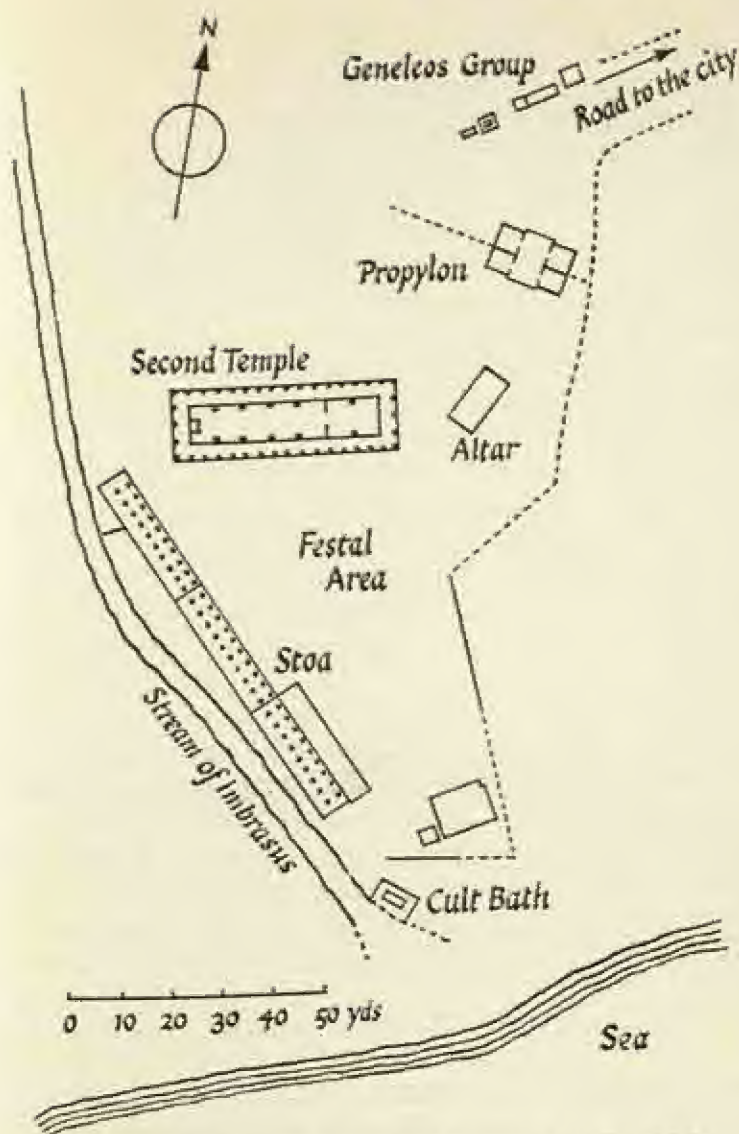 N
Geneleos Group
Road to the city
Propylon
Second Temple
Altar
Festal
Area
Stoa
Stream of Imbrasus
Cult Bath
0 10 20 30 40 50 yds
Sea